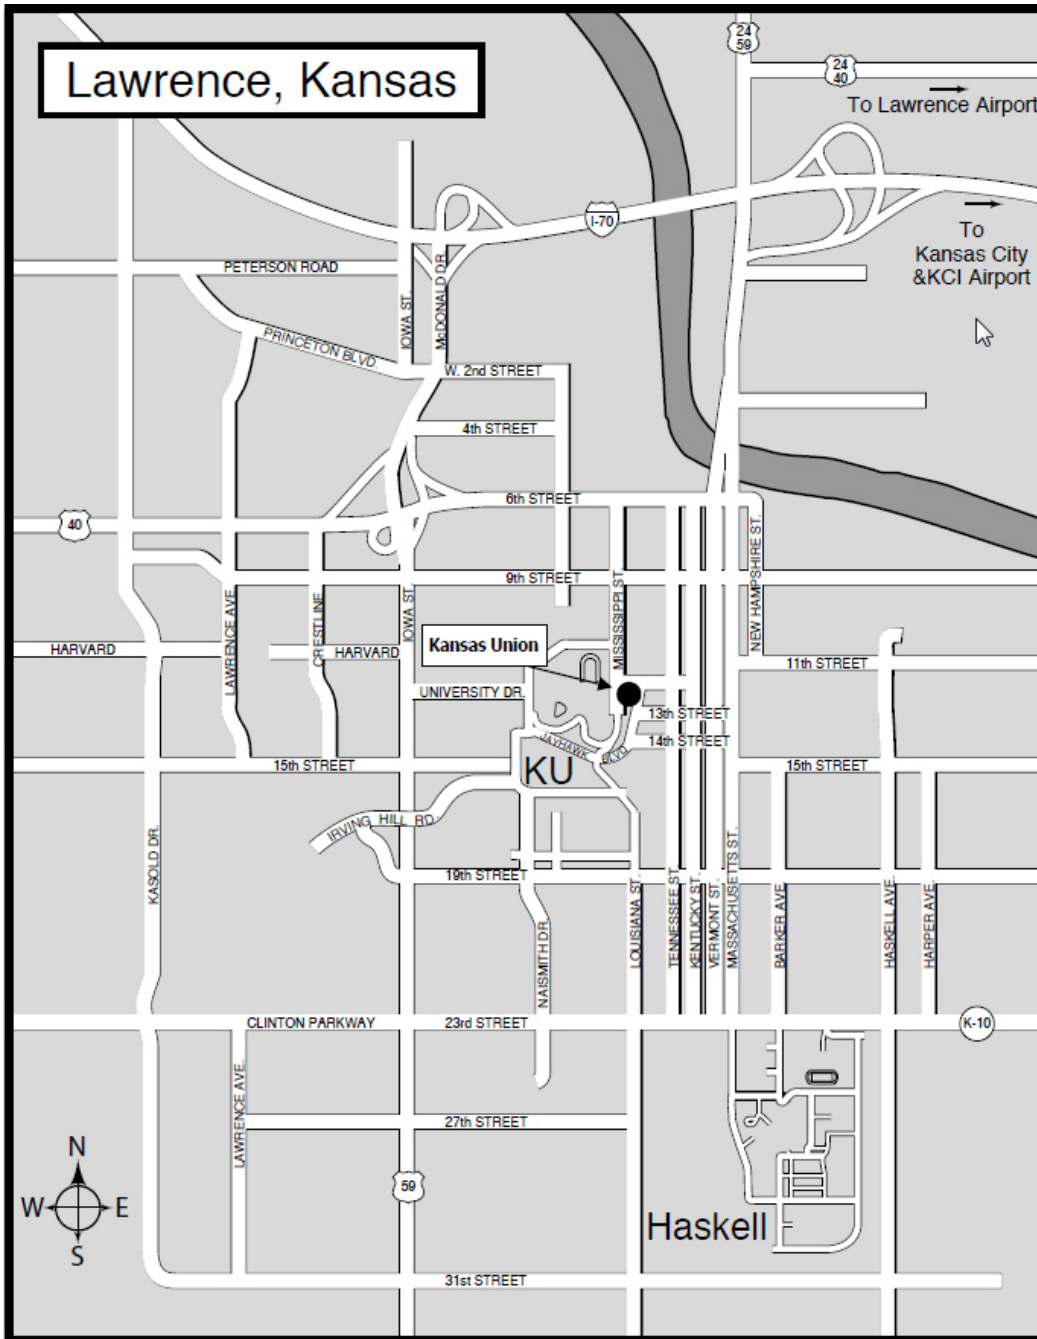 Lawrence, Kansas
24
59
24
40
To Lawrence Airport
I-70
To
Kansas City
&KCI Airport
PETERSON ROAD
IOWA ST.
McDONALD DR.
PRINCETON BLVD.
W. 2nd STREET
4th STREET
6th STREET
40
9th STREET
NEW HAMPSHIRE ST.
MISSISSIPPI ST.
LAWRENCE AVE.
CRESTLINE
IOWA ST.
HARVARD
HARVARD
Kansas Union
11th STREET
UNIVERSITY DR.
13th STREET
14th STREET
JAYHAWK BLVD.
KU
15th STREET
15th STREET
IRVING HILL RD.
KASOLD DR.
19th STREET
NAISMITH DR.
LOUISIANA ST.
TENNESSEE ST.
KENTUCKY ST.
VERMONT ST.
MASSACHUSETTS ST.
BARKER AVE.
HASKELL AVE.
HARPER AVE.
CLINTON PARKWAY
23rd STREET
K-10
LAWRENCE AVE.
27th STREET
59
N
W E
S
Haskell
31st STREET